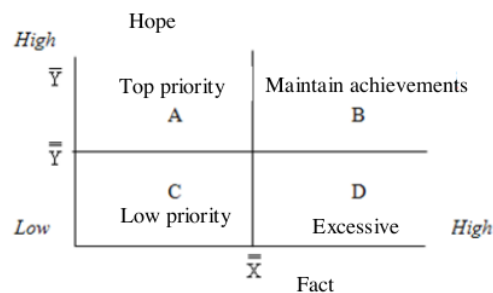 Hope
High
Y̅
Top priority
Maintain achievements
A
B
Y̿
C
D
Low priority
Low
Excessive
High
X̿
Fact